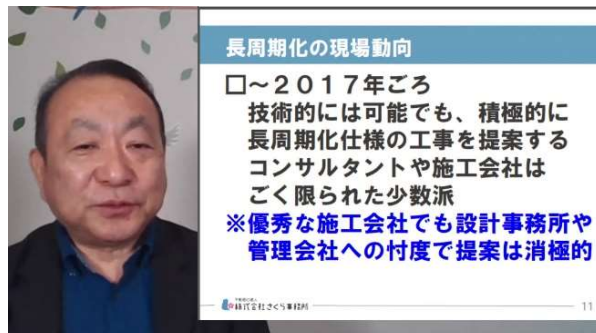 長周期化の現場動向
□～２０１７年ごろ
技術的には可能でも、積極的に
長周期化仕様の工事を提案する
コンサルタントや施工会社は
ごく限られた少数派
※優秀な施工会社でも設計事務所や
管理会社への忖度で提案は消極的
株式会社さくら事務所
11